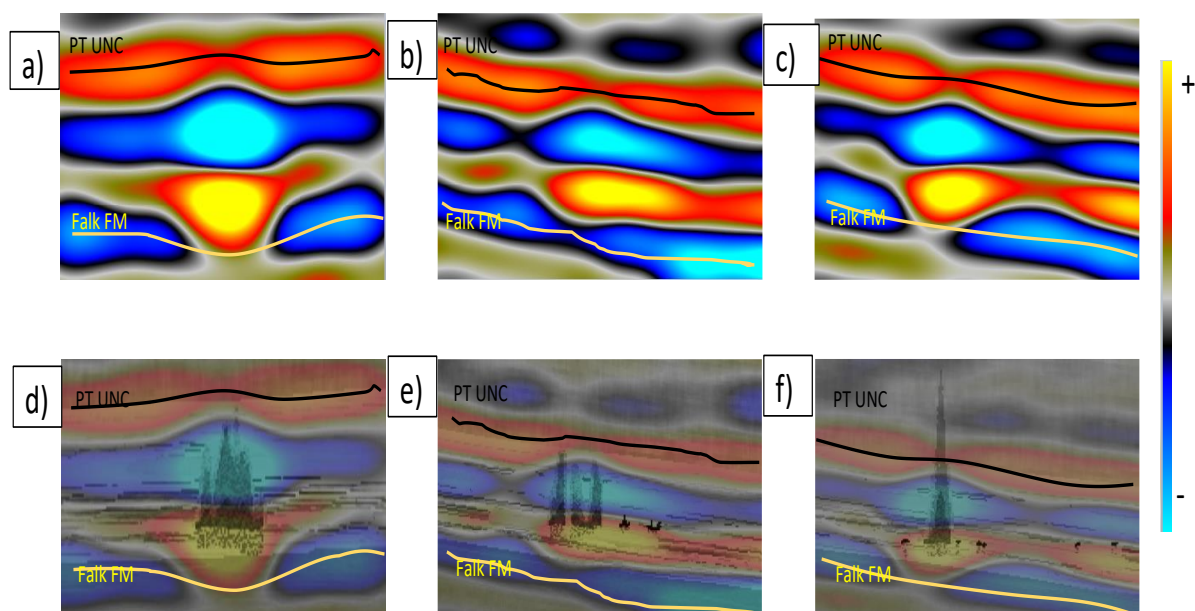 a)
PT UNC
Falk FM
b)
PT UNC
Falk FM
c)
PT UNC
Falk FM
+
-
d)
PT UNC
Falk FM
e)
PT UNC
Falk FM
f)
PT UNC
Falk FM